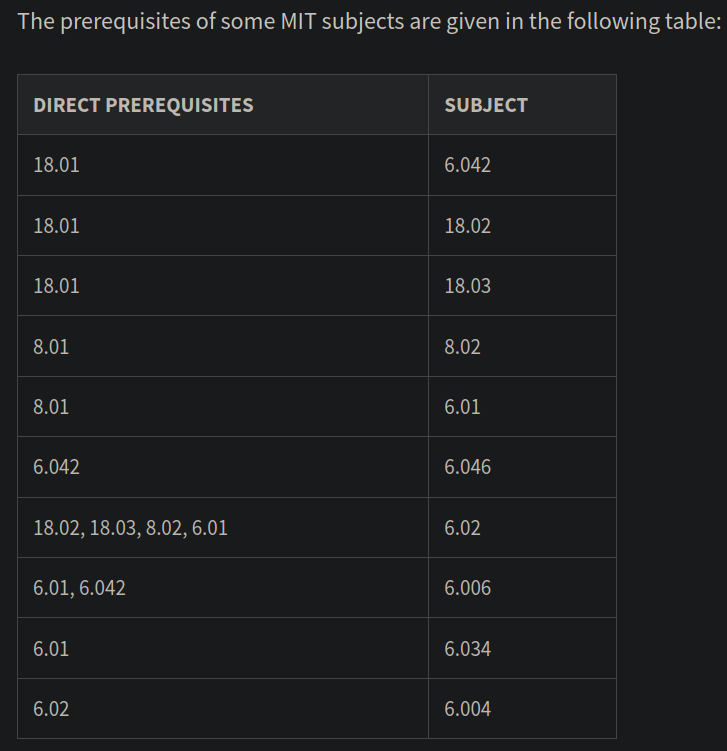 The prerequisites of some MIT subjects are given in the following table:
DIRECT PREREQUISITES SUBJECT
18.01 6.042
18.01 18.02
18.01 18.03
8.01 8.02
8.01 6.01
6.042 6.046
18.02, 18.03, 8.02, 6.01 6.02
6.01, 6.042 6.006
6.01 6.034
6.02 6.004